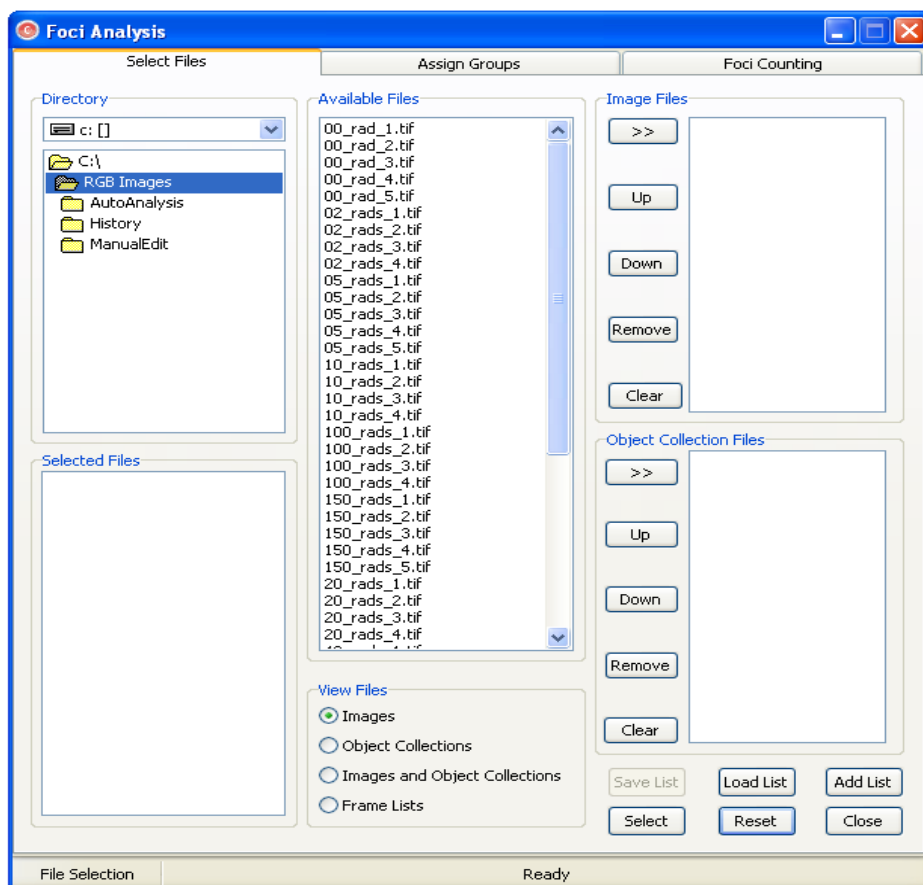 Foci Analysis
Select Files
Assign Groups
Foci Counting
Directory
c: []
C:\
RGB Images
AutoAnalysis
History
ManualEdit
Selected Files
Available Files
00_rad_1.tif
00_rad_2.tif
00_rad_3.tif
00_rad_4.tif
00_rad_5.tif
02_rads_1.tif
02_rads_2.tif
02_rads_3.tif
02_rads_4.tif
05_rads_1.tif
05_rads_2.tif
05_rads_3.tif
05_rads_4.tif
05_rads_5.tif
10_rads_1.tif
10_rads_2.tif
10_rads_3.tif
10_rads_4.tif
100_rads_1.tif
100_rads_2.tif
100_rads_3.tif
100_rads_4.tif
150_rads_1.tif
150_rads_2.tif
150_rads_3.tif
150_rads_4.tif
150_rads_5.tif
20_rads_1.tif
20_rads_2.tif
20_rads_3.tif
20_rads_4.tif
View Files
Images
Object Collections
Images and Object Collections
Frame Lists
Image Files
>>
Up
Down
Remove
Clear
Object Collection Files
>>
Up
Down
Remove
Clear
Save List
Load List
Add List
Select
Reset
Close
File Selection
Ready